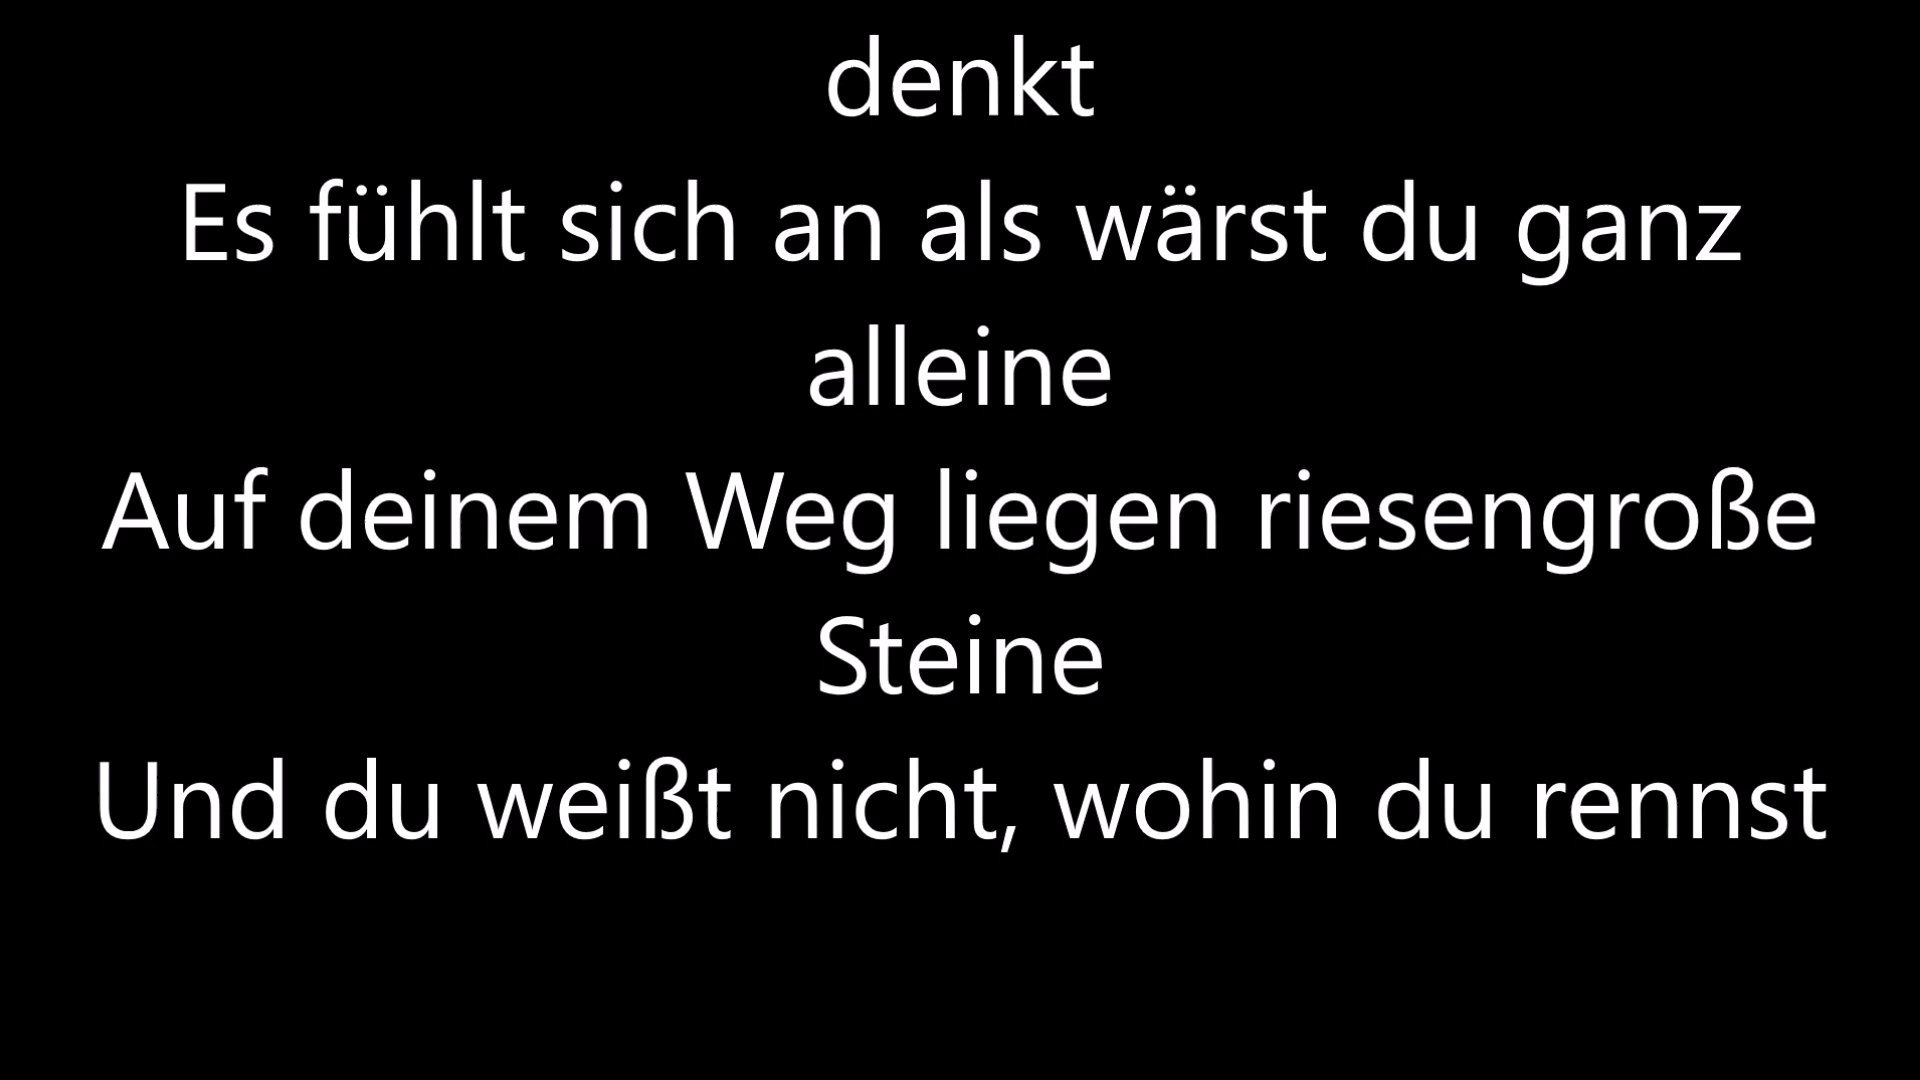 denkt
Es fühlt sich an als wärst du ganz
alleine
Auf deinem Weg liegen riesengroße
Steine
Und du weißt nicht, wohin du rennst